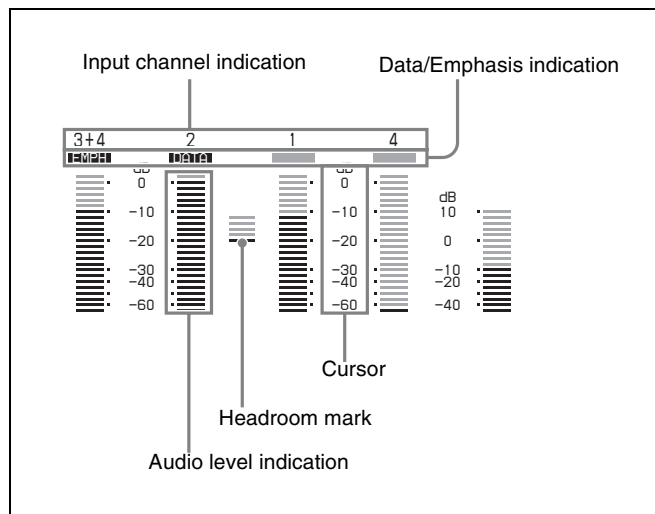 Input channel indication
Data/Emphasis indication
3+4 2 1 4
EMPH DATA
dB dB
0 0
dB
-10 -10 10
-20 -20 0
-30 -30 -10
-40 -40 -20
-60 -60 -40
Cursor
Headroom mark
Audio level indication